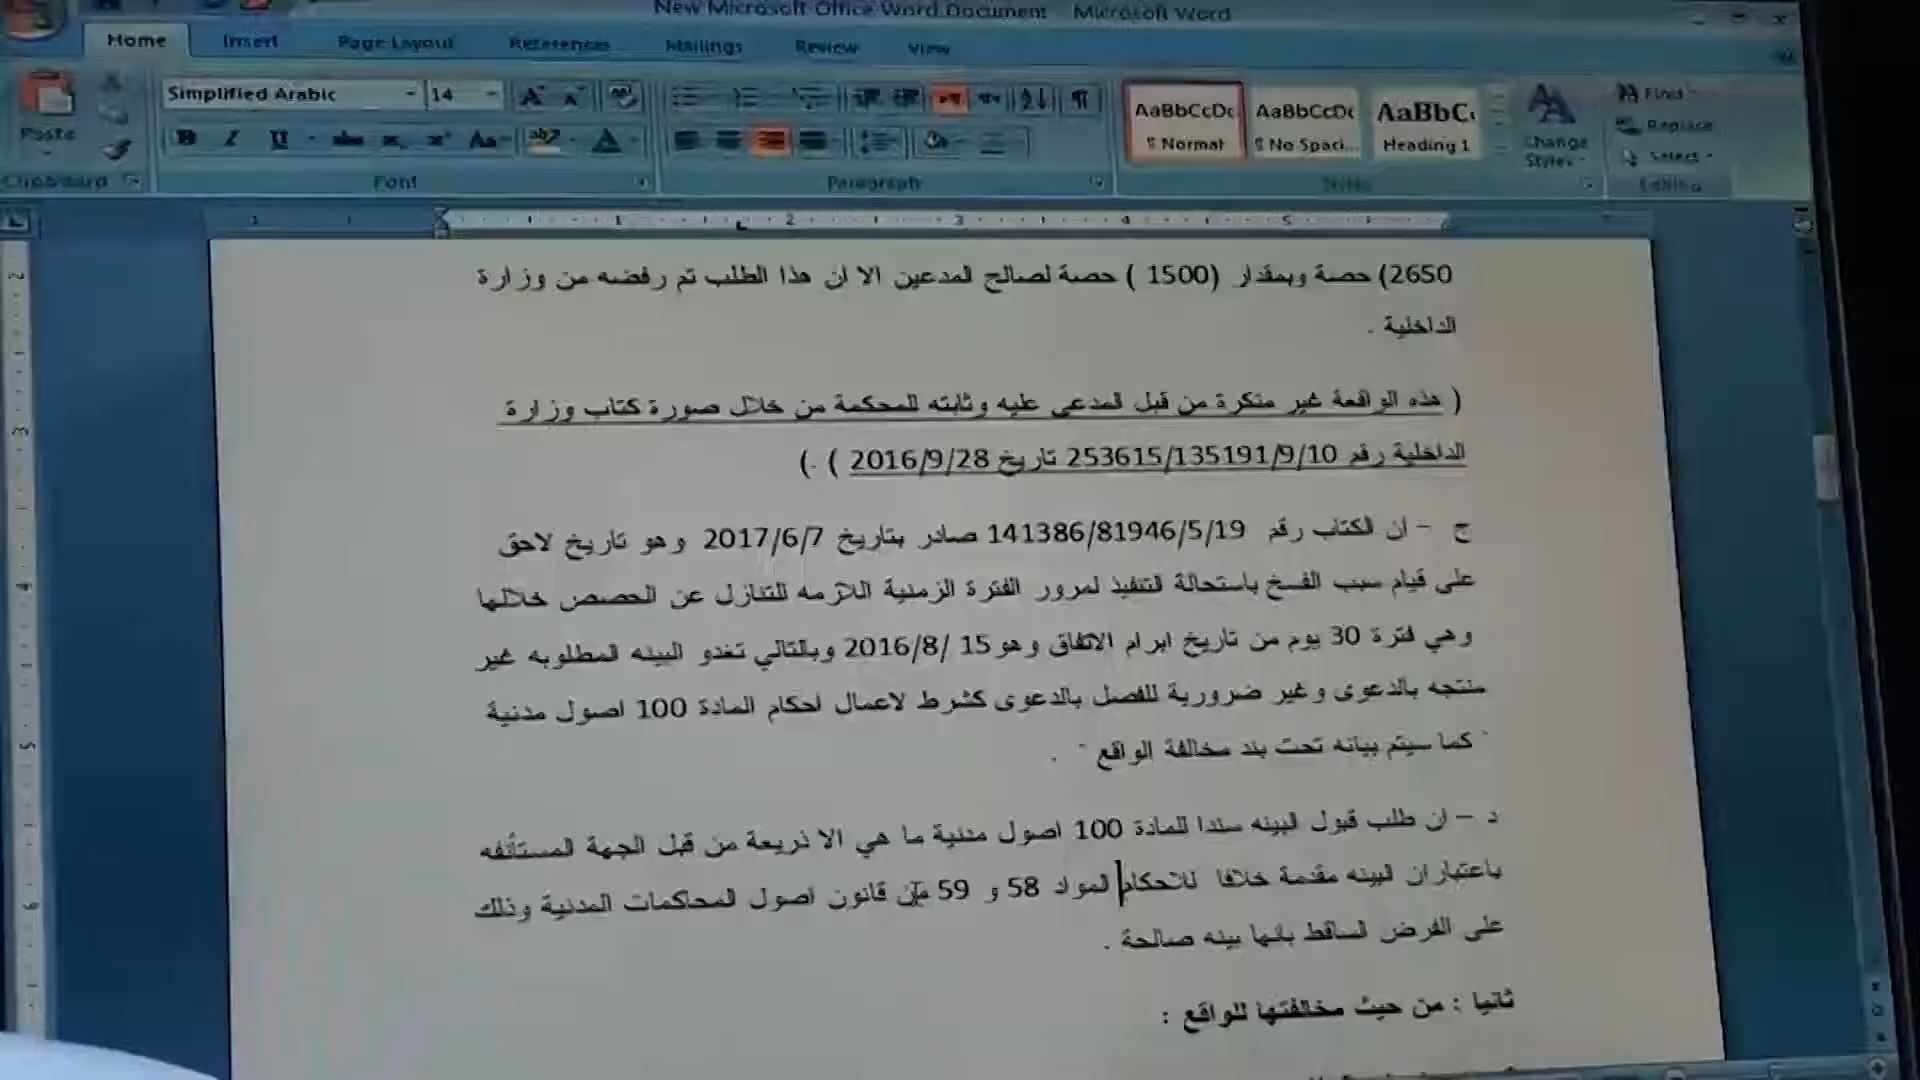 New Microsoft Office Word Document - Microsoft Word
Home Insert Page Layout References Mailings Review View
Simplified Arabic 14
AaBbCcDc AaBbCcDc AaBbC
Paste
Normal No Spaci... Heading 1
Change Styles
Find
Replace
Select
Clipboard Font Paragraph Styles Editing
2650) حصة وبمقدار (1500 ) حصة لصالح المدعين الا ان هذا الطلب تم رفضه من وزارة
الداخلية .
( هذه الواقعة غير منكرة من قبل المدعى عليه وثابته للمحكمة من خلال صورة كتاب وزارة
الداخلية رقم 253615/135191/9/10 تاريخ 2016/9/28 ) .)
ج - ان الكتاب رقم 141386/81946/5/19 صادر بتاريخ 2017/6/7 وهو تاريخ لاحق
على قيام سبب الفسخ باستحالة التنفيذ لمرور الفترة الزمنية اللازمه للتنازل عن الحصص خلالها
وهي فترة 30 يوم من تاريخ ابرام الاتفاق وهو 15 /2016/8 وبالتالي تغدو البينه المطلوبه غير
منتجه بالدعوى وغير ضرورية للفصل بالدعوى كشرط لاعمال احكام المادة 100 اصول مدنية
" كما سيتم بيانه تحت بند مخالفة الواقع " .
د - ان طلب قبول البينه سندا للمادة 100 اصول مدنية ما هي الا ذريعة من قبل الجهة المستأنفه
باعتباران البينه مقدمة خلافا للاحكام المواد 58 و 59 من قانون اصول المحاكمات المدنية وذلك
على الفرض الساقط بانها بينه صالحة .
ثانيا : من حيث مخالفتها للواقع :